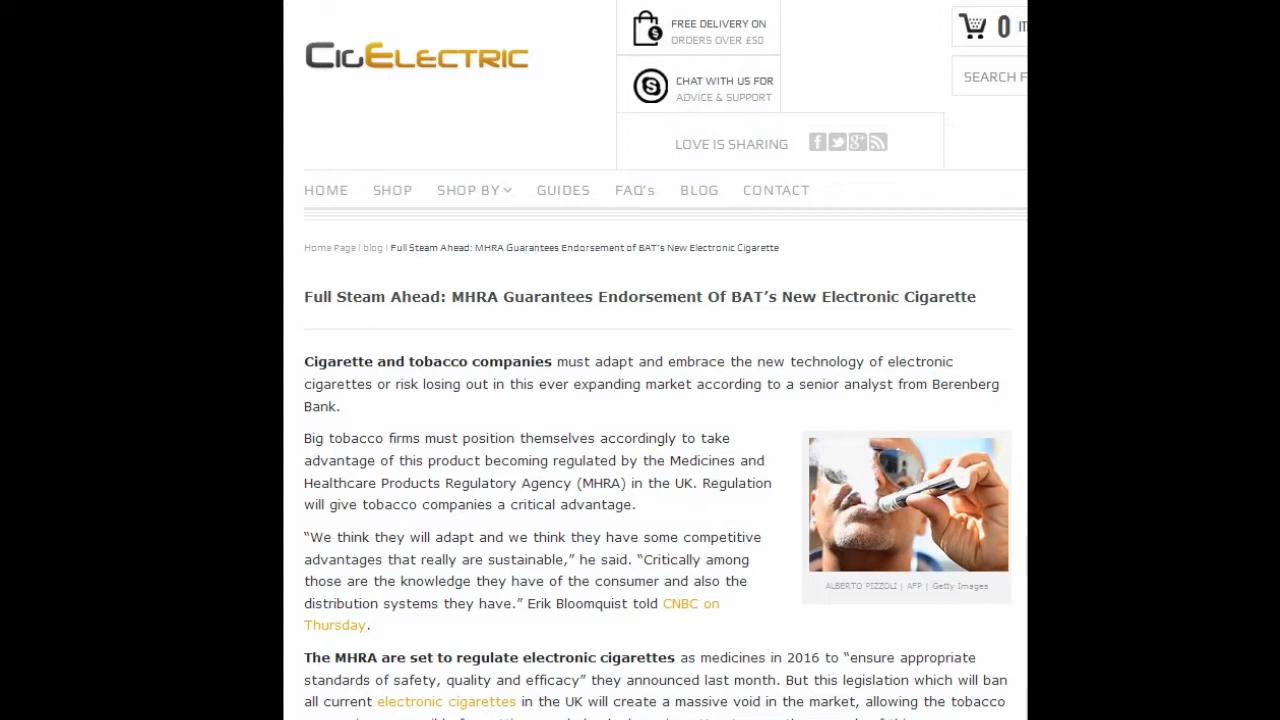 CIGELECTRIC
FREE DELIVERY ON
ORDERS OVER £50
0
CHAT WITH US FOR
ADVICE & SUPPORT
SEARCH F
LOVE IS SHARING
HOME SHOP SHOP BY GUIDES FAQ's BLOG CONTACT
Home Page | blog | Full Steam Ahead: MHRA Guarantees Endorsement of BAT's New Electronic Cigarette
Full Steam Ahead: MHRA Guarantees Endorsement Of BAT’s New Electronic Cigarette
Cigarette and tobacco companies must adapt and embrace the new technology of electronic
cigarettes or risk losing out in this ever expanding market according to a senior analyst from Berenberg
Bank.
Big tobacco firms must position themselves accordingly to take
advantage of this product becoming regulated by the Medicines and
Healthcare Products Regulatory Agency (MHRA) in the UK. Regulation
will give tobacco companies a critical advantage.
“We think they will adapt and we think they have some competitive
advantages that really are sustainable,” he said. “Critically among
those are the knowledge they have of the consumer and also the
distribution systems they have.” Erik Bloomquist told CNBC on
Thursday.
ALBERTO PIZZOLI | AFP | Getty Images
The MHRA are set to regulate electronic cigarettes as medicines in 2016 to “ensure appropriate
standards of safety, quality and efficacy” they announced last month. But this legislation which will ban
all current electronic cigarettes in the UK will create a massive void in the market, allowing the tobacco